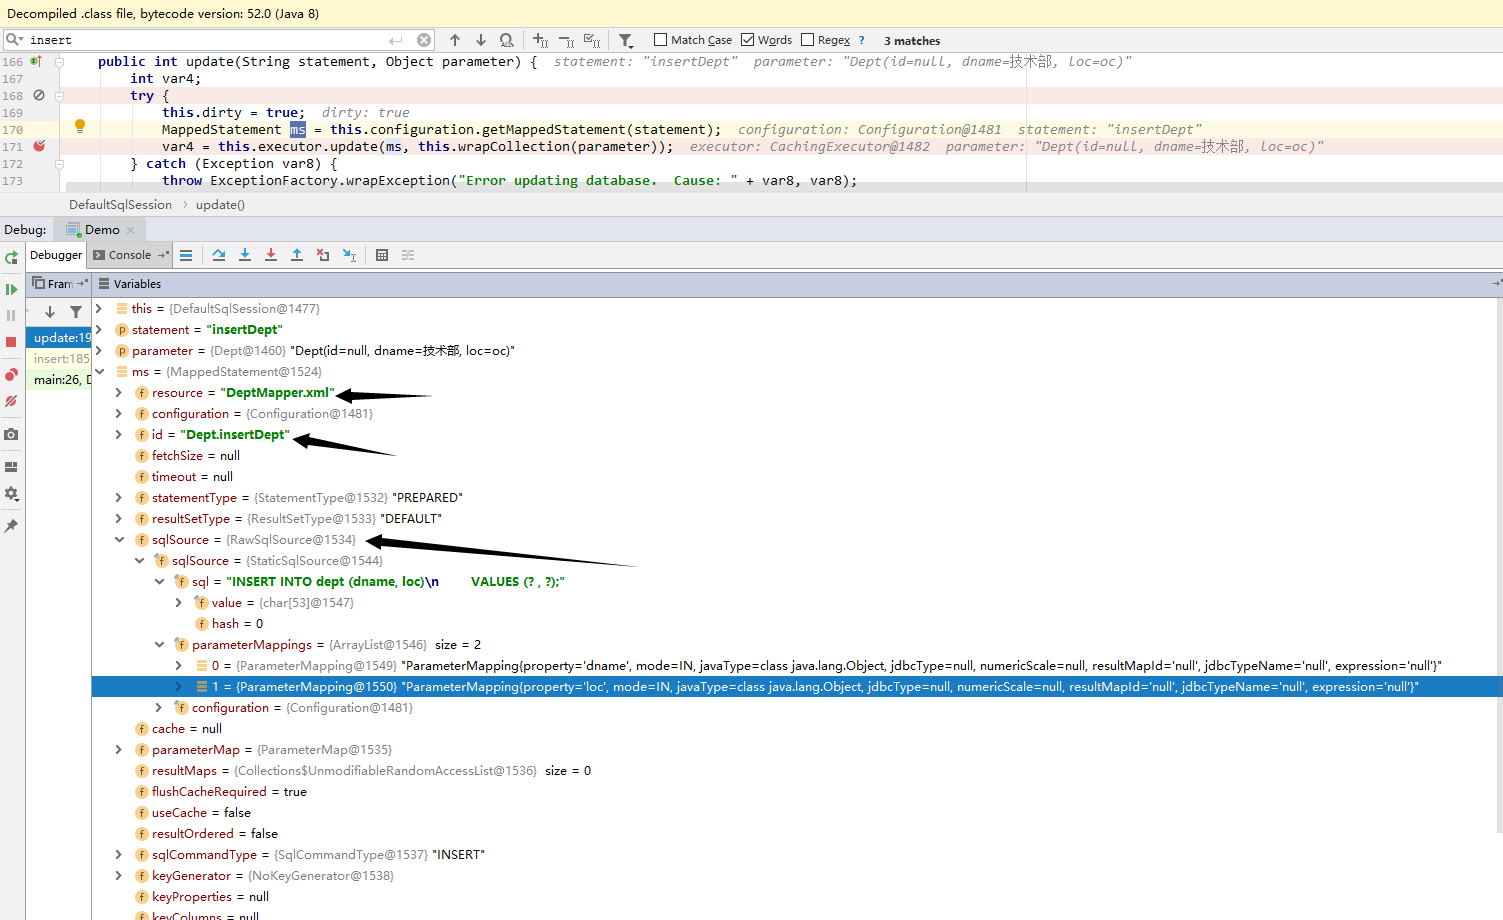 Decompiled .class file, bytecode version: 52.0 (Java 8)
insert
Match Case Words Regex ? 3 matches
166 public int update(String statement, Object parameter) { statement: "insertDept" parameter: "Dept(id=null, dname=技术部, loc=oc)"
167 int var4;
168 try {
169 this.dirty = true; dirty: true
170 MappedStatement ms = this.configuration.getMappedStatement(statement); configuration: Configuration@1481 statement: "insertDept"
171 var4 = this.executor.update(ms, this.wrapCollection(parameter)); executor: CachingExecutor@1482 parameter: "Dept(id=null, dname=技术部, loc=oc)"
172 } catch (Exception var8) {
173 throw ExceptionFactory.wrapException("Error updating database. Cause: " + var8, var8);
DefaultSqlSession › update()
Debug: Demo
Debugger Console
Fram Variables
this = {DefaultSqlSession@1477}
statement = "insertDept"
update:19
parameter = {Dept@1460} "Dept(id=null, dname=技术部, loc=oc)"
insert:185
ms = {MappedStatement@1524}
main:26, D
resource = "DeptMapper.xml"
configuration = {Configuration@1481}
id = "Dept.insertDept"
fetchSize = null
timeout = null
statementType = {StatementType@1532} "PREPARED"
resultSetType = {ResultSetType@1533} "DEFAULT"
sqlSource = {RawSqlSource@1534}
sqlSource = {StaticSqlSource@1544}
sql = "INSERT INTO dept (dname, loc)\n VALUES (? , ?);"
value = {char[53]@1547}
hash = 0
parameterMappings = {ArrayList@1546} size = 2
0 = {ParameterMapping@1549} "ParameterMapping{property='dname', mode=IN, javaType=class java.lang.Object, jdbcType=null, numericScale=null, resultMapId='null', jdbcTypeName='null', expression='null'}"
1 = {ParameterMapping@1550} "ParameterMapping{property='loc', mode=IN, javaType=class java.lang.Object, jdbcType=null, numericScale=null, resultMapId='null', jdbcTypeName='null', expression='null'}"
configuration = {Configuration@1481}
cache = null
parameterMap = {ParameterMap@1535}
resultMaps = {Collections$UnmodifiableRandomAccessList@1536} size = 0
flushCacheRequired = true
useCache = false
resultOrdered = false
sqlCommandType = {SqlCommandType@1537} "INSERT"
keyGenerator = {NoKeyGenerator@1538}
keyProperties = null
keyColumns = null